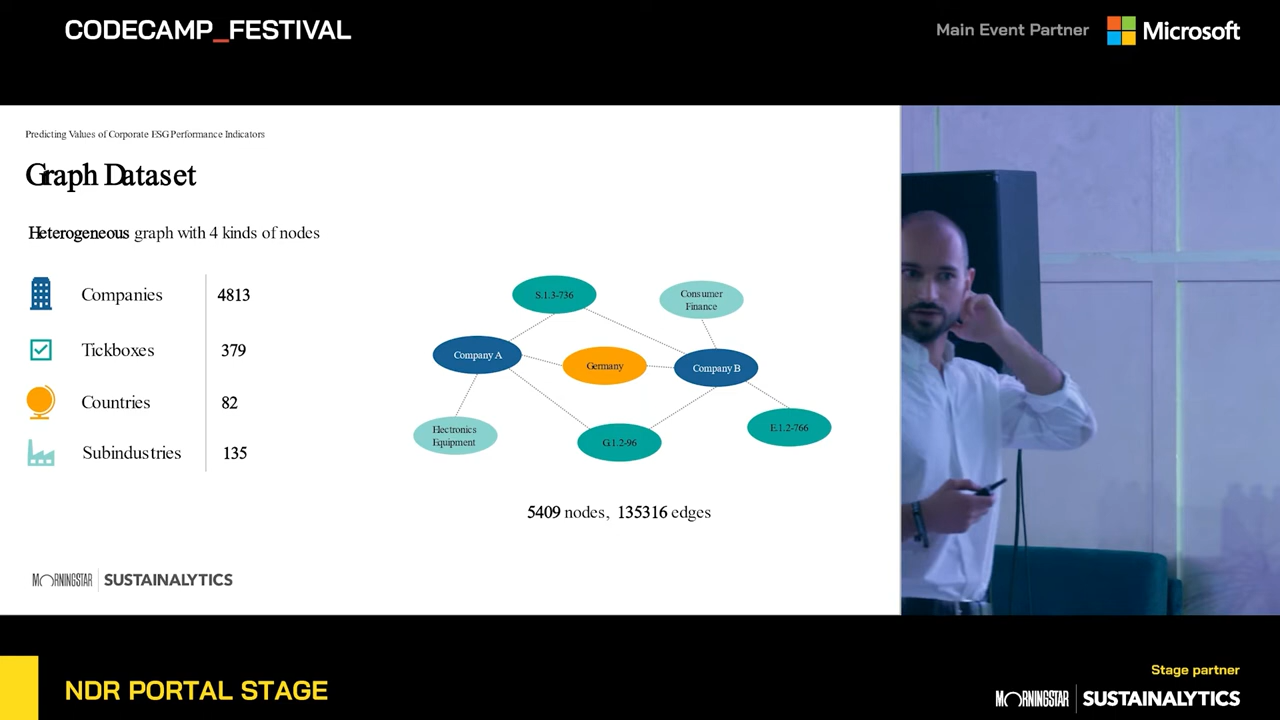 CODECAMP_FESTIVAL
Main Event Partner
Microsoft
Predicting Values of Corporate ESG Performance Indicators
Graph Dataset
Heterogeneous graph with 4 kinds of nodes
Companies 4813
Tickboxes 379
Countries 82
Subindustries 135
S.1.3-736
Consumer
Finance
Company A
Germany
Company B
Electronics
Equipment
G.1.2-96
E.1.2-766
5409 nodes, 135316 edges
MORNINGSTAR SUSTAINALYTICS
NDR PORTAL STAGE
Stage partner
MORNINGSTAR SUSTAINALYTICS